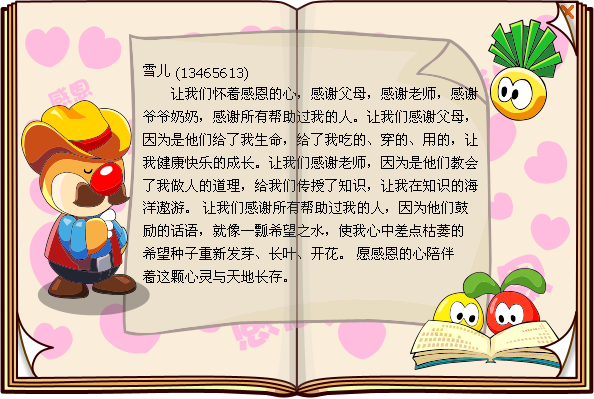 雪儿 (13465613)
让我们怀着感恩的心，感谢父母，感谢老师，感谢
爷爷奶奶，感谢所有帮助过我的人。让我们感谢父母，
因为是他们给了我生命，给了我吃的、穿的、用的，让
我健康快乐的成长。让我们感谢老师，因为是他们教会
了我做人的道理，给我们传授了知识，让我在知识的海
洋遨游。 让我们感谢所有帮助过我的人，因为他们鼓
励的话语，就像一颗希望之水，使我心中差点枯萎的
希望种子重新发芽、长叶、开花。 愿感恩的心陪伴
着这颗心灵与天地长存。
感恩